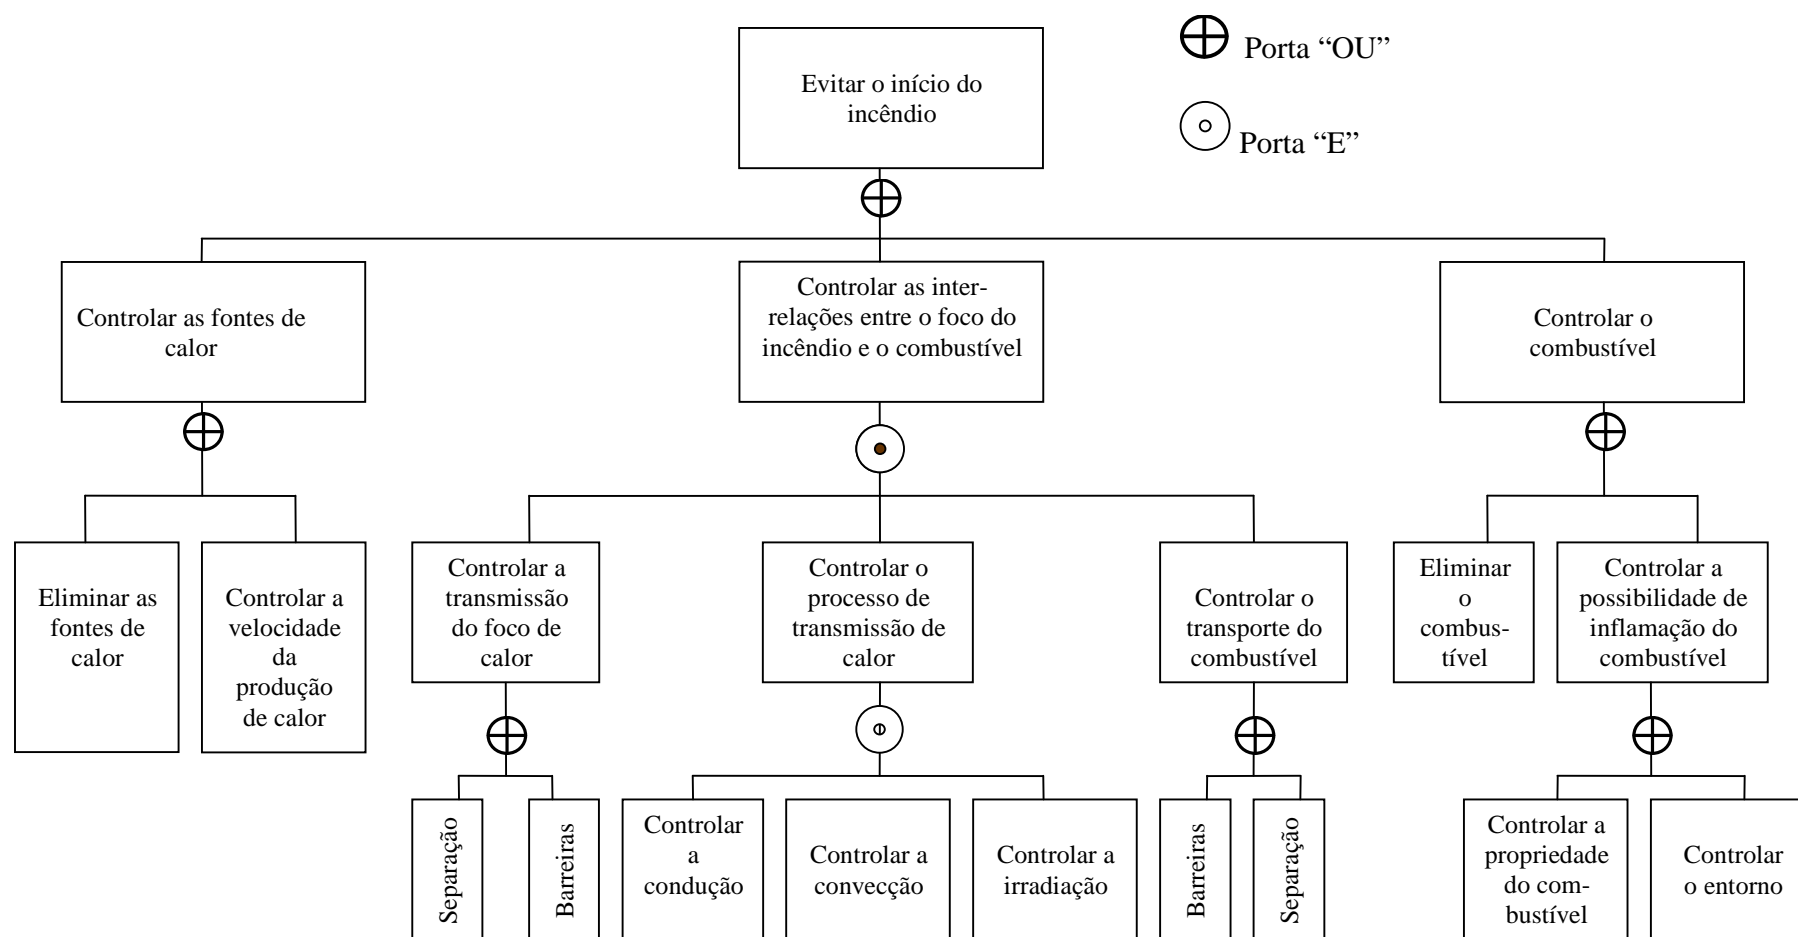 Porta “OU”
Evitar o início do
incêndio
Porta “E”
Controlar as fontes de
calor
Controlar as inter-
relações entre o foco do
incêndio e o combustível
Controlar o
combustível
Eliminar as
fontes de
calor
Controlar a
velocidade
da
produção
de calor
Controlar a
transmissão
do foco de
calor
Controlar o
processo de
transmissão de
calor
Controlar o
transporte do
combustível
Eliminar
o
combus-
tível
Controlar a
possibilidade de
inflamação do
combustível
Separação
Barreiras
Controlar
a
condução
Controlar a
convecção
Controlar a
irradiação
Barreiras
Separação
Controlar a
propriedade
do com-
bustível
Controlar
o entorno